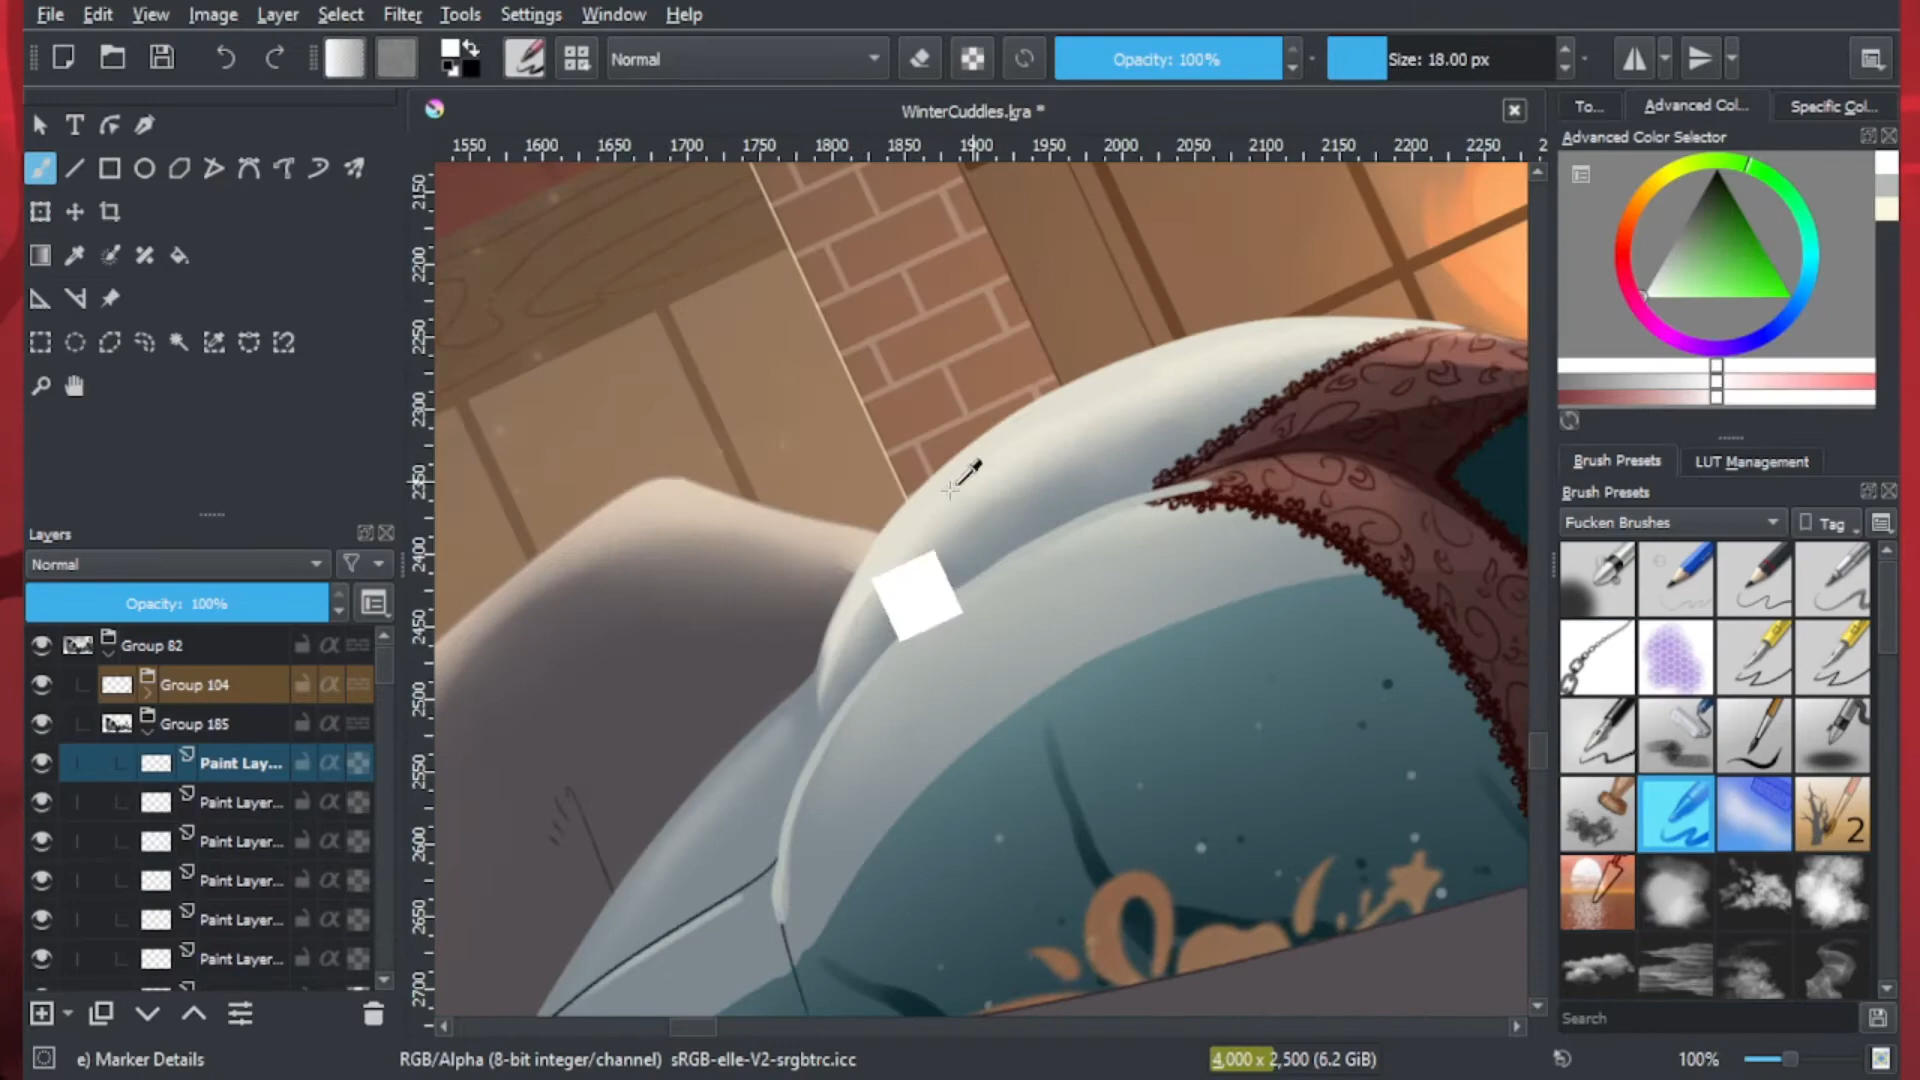 File Edit View Image Layer Select Filter Tools Settings Window Help
Normal
Opacity: 100%
Size: 18.00 px
WinterCuddles.kra *
To...
Advanced Col...
Specific Col...
Advanced Color Selector
1550 1600 1650 1700 1750 1800 1850 1900 1950 2000 2050 2100 2150 2200 2250 2
2150
2200
2250
2300
2350
2400
2450
2500
2550
2600
2650
2700
Layers
Normal
Opacity: 100%
Group 82
Group 104
Group 185
Paint Lay...
Paint Layer...
Paint Layer...
Paint Layer...
Paint Layer...
Paint Layer...
Brush Presets
LUT Management
Brush Presets
Fucken Brushes
Tag
2
Search
e) Marker Details
RGB/Alpha (8-bit integer/channel) sRGB-elle-V2-srgbtrc.icc
4,000 x 2,500 (6.2 GiB)
100%